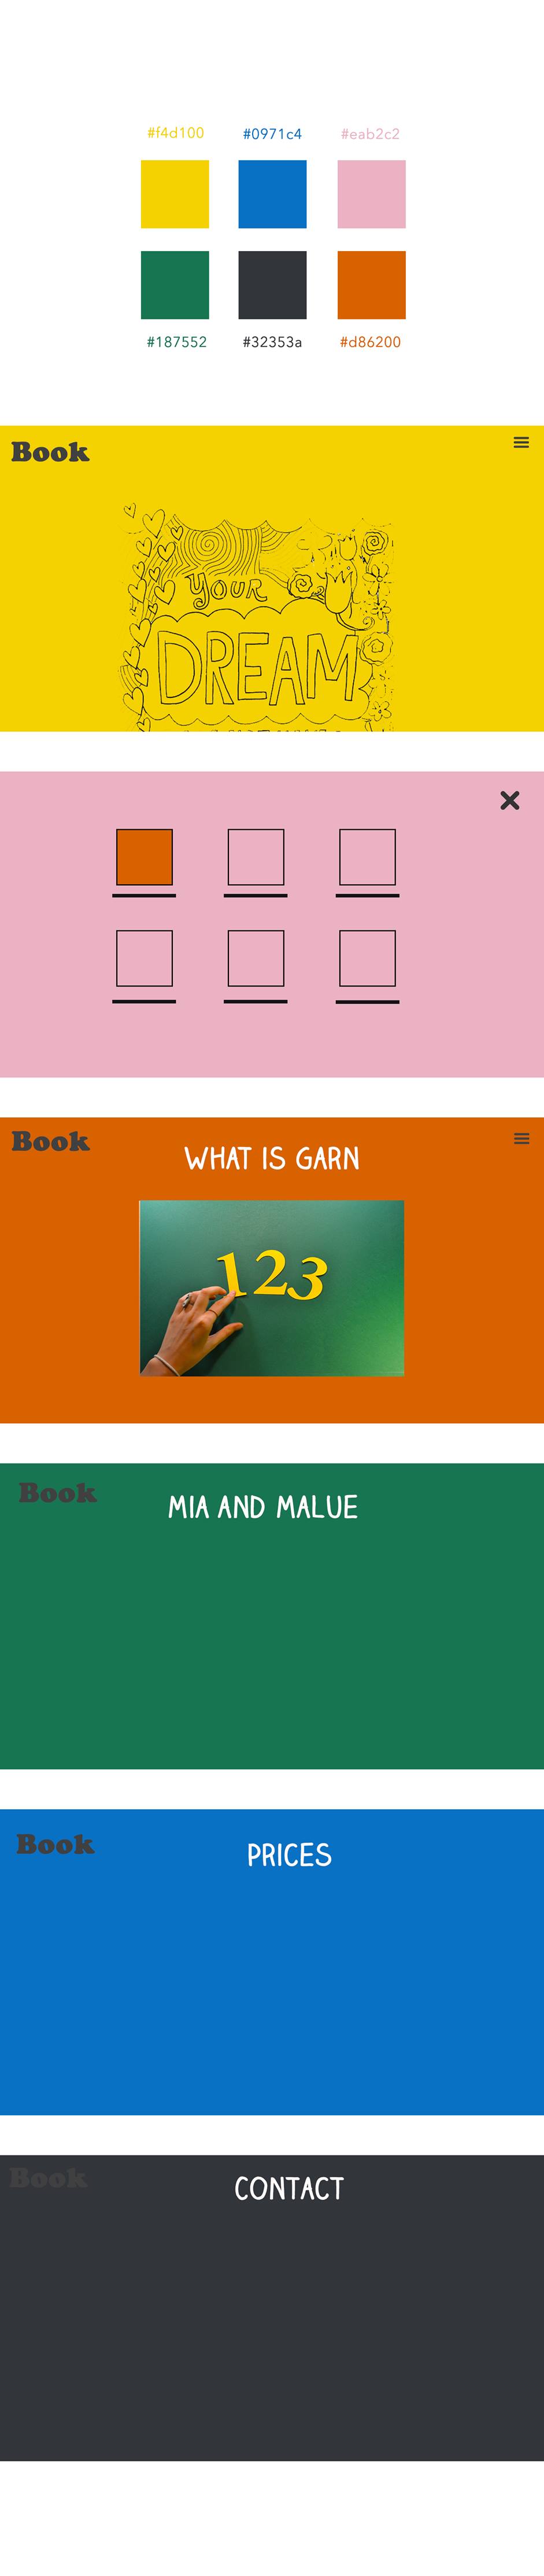 #f4d100 #0971c4 #eab2c2
#187552 #32353a #d86200
Book
YOUR
DREAM
Book
WHAT IS GARN
123
Book
MIA AND MALUE
Book
PRICES
Book
CONTACT